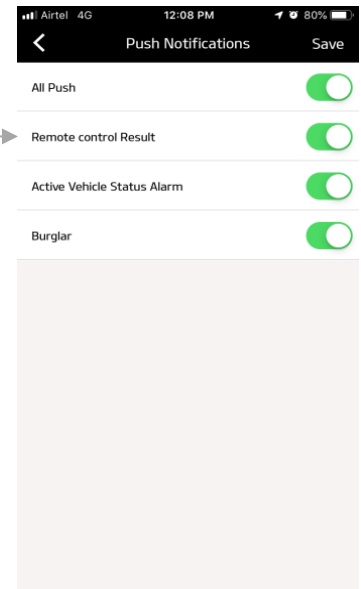 Airtel 4G 12:08 PM 80%
Push Notifications Save
All Push
Remote control Result
Active Vehicle Status Alarm
Burglar